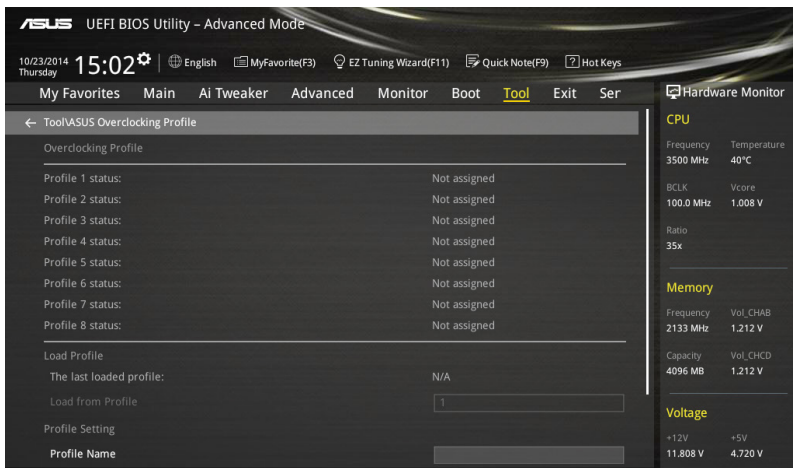 ASUS UEFI BIOS Utility – Advanced Mode
10/23/2014
Thursday
15:02
English
MyFavorite(F3)
EZ Tuning Wizard(F11)
Quick Note(F9)
? Hot Keys
My Favorites Main Ai Tweaker Advanced Monitor Boot Tool Exit Ser
← Tool\ASUS Overclocking Profile
Overclocking Profile
Profile 1 status: Not assigned
Profile 2 status: Not assigned
Profile 3 status: Not assigned
Profile 4 status: Not assigned
Profile 5 status: Not assigned
Profile 6 status: Not assigned
Profile 7 status: Not assigned
Profile 8 status: Not assigned
Load Profile
The last loaded profile: N/A
Load from Profile 1
Profile Setting
Profile Name
Hardware Monitor
CPU
Frequency Temperature
3500 MHz 40°C
BCLK Vcore
100.0 MHz 1.008 V
Ratio
35x
Memory
Frequency Vol_CHAB
2133 MHz 1.212 V
Capacity Vol_CHCD
4096 MB 1.212 V
Voltage
+12V +5V
11.808 V 4.720 V